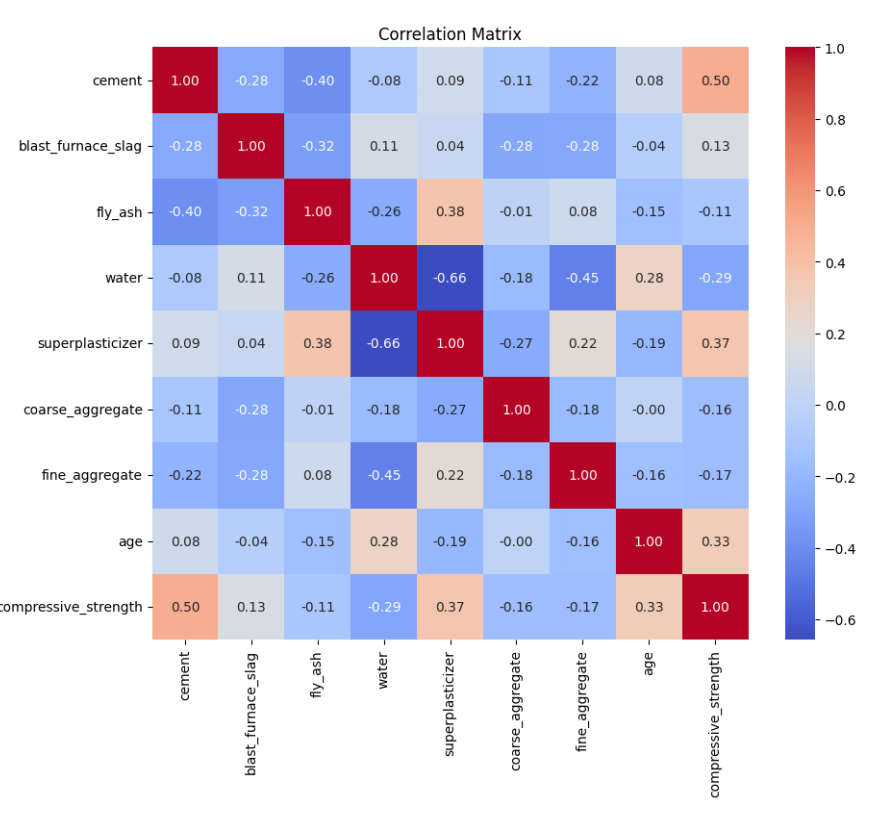 Correlation Matrix
cement 1.00 -0.28 -0.40 -0.08 0.09 -0.11 -0.22 0.08 0.50
blast_furnace_slag -0.28 1.00 -0.32 0.11 0.04 -0.28 -0.28 -0.04 0.13
fly_ash -0.40 -0.32 1.00 -0.26 0.38 -0.01 0.08 -0.15 -0.11
water -0.08 0.11 -0.26 1.00 -0.66 -0.18 -0.45 0.28 -0.29
superplasticizer 0.09 0.04 0.38 -0.66 1.00 -0.27 0.22 -0.19 0.37
coarse_aggregate -0.11 -0.28 -0.01 -0.18 -0.27 1.00 -0.18 -0.00 -0.16
fine_aggregate -0.22 -0.28 0.08 -0.45 0.22 -0.18 1.00 -0.16 -0.17
age 0.08 -0.04 -0.15 0.28 -0.19 -0.00 -0.16 1.00 0.33
compressive_strength 0.50 0.13 -0.11 -0.29 0.37 -0.16 -0.17 0.33 1.00
cement
blast_furnace_slag
fly_ash
water
superplasticizer
coarse_aggregate
fine_aggregate
age
compressive_strength
1.0
0.8
0.6
0.4
0.2
0.0
−0.2
−0.4
−0.6